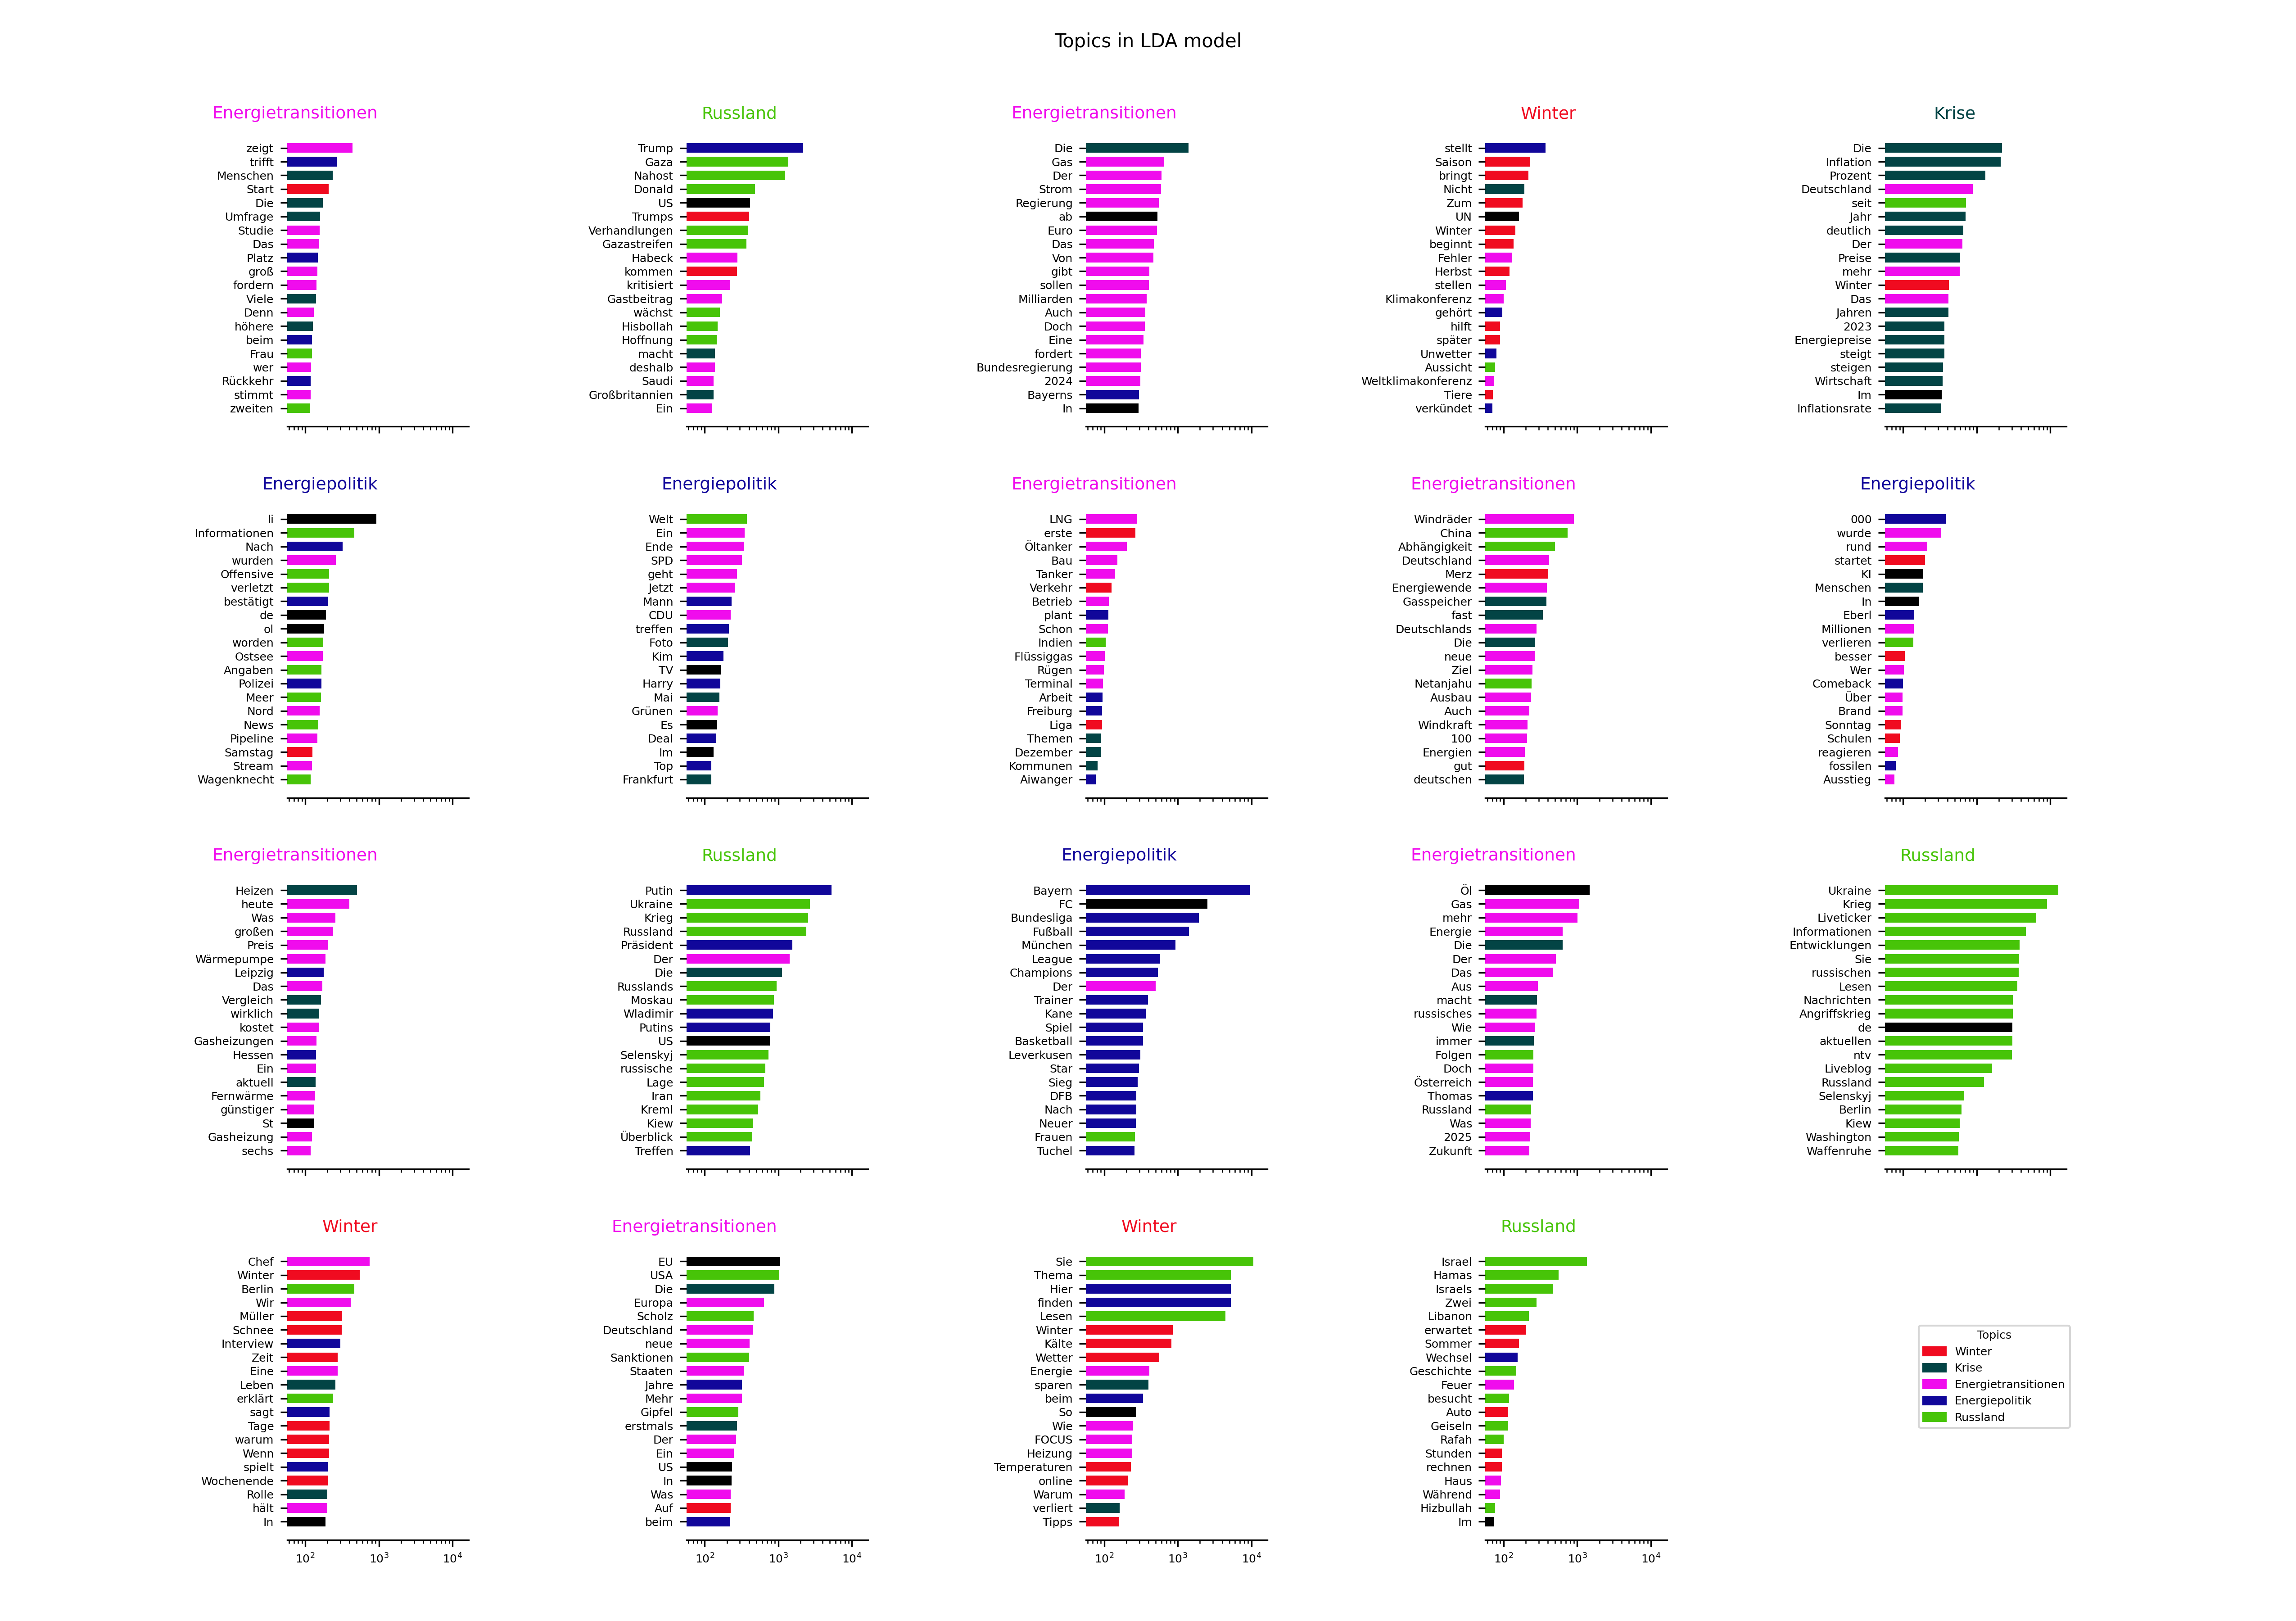 Topics in LDA model
Energietransitionen
zeigt
trifft
Menschen
Start
Die
Umfrage
Studie
Das
Platz
groß
fordern
Viele
Denn
höhere
beim
Frau
wer
Rückkehr
stimmt
zweiten
Russland
Trump
Gaza
Nahost
Donald
US
Trumps
Verhandlungen
Gazastreifen
Habeck
kommen
kritisiert
Gastbeitrag
wächst
Hisbollah
Hoffnung
macht
deshalb
Saudi
Großbritannien
Ein
Energietransitionen
Die
Gas
Der
Strom
Regierung
ab
Euro
Das
Von
gibt
sollen
Milliarden
Auch
Doch
Eine
fordert
Bundesregierung
2024
Bayerns
In
Winter
stellt
Saison
bringt
Nicht
Zum
UN
Winter
beginnt
Fehler
Herbst
stellen
Klimakonferenz
gehört
hilft
später
Unwetter
Aussicht
Weltklimakonferenz
Tiere
verkündet
Krise
Die
Inflation
Prozent
Deutschland
seit
Jahr
deutlich
Der
Preise
mehr
Winter
Das
Jahren
2023
Energiepreise
steigt
steigen
Wirtschaft
Im
Inflationsrate
Energiepolitik
li
Informationen
Nach
wurden
Offensive
verletzt
bestätigt
de
ol
worden
Ostsee
Angaben
Polizei
Meer
Nord
News
Pipeline
Samstag
Stream
Wagenknecht
Energiepolitik
Welt
Ein
Ende
SPD
geht
Jetzt
Mann
CDU
treffen
Foto
Kim
TV
Harry
Mai
Grünen
Es
Deal
Im
Top
Frankfurt
Energietransitionen
LNG
erste
Öltanker
Bau
Tanker
Verkehr
Betrieb
plant
Schon
Indien
Flüssiggas
Rügen
Terminal
Arbeit
Freiburg
Liga
Themen
Dezember
Kommunen
Aiwanger
Energietransitionen
Windräder
China
Abhängigkeit
Deutschland
Merz
Energiewende
Gasspeicher
fast
Deutschlands
Die
neue
Ziel
Netanjahu
Ausbau
Auch
Windkraft
100
Energien
gut
deutschen
Energiepolitik
000
wurde
rund
startet
KI
Menschen
In
Eberl
Millionen
verlieren
besser
Wer
Comeback
Über
Brand
Sonntag
Schulen
reagieren
fossilen
Ausstieg
Energietransitionen
Heizen
heute
Was
großen
Preis
Wärmepumpe
Leipzig
Das
Vergleich
wirklich
kostet
Gasheizungen
Hessen
Ein
aktuell
Fernwärme
günstiger
St
Gasheizung
sechs
Russland
Putin
Ukraine
Krieg
Russland
Präsident
Der
Die
Russlands
Moskau
Wladimir
Putins
US
Selenskyj
russische
Lage
Iran
Kreml
Kiew
Überblick
Treffen
Energiepolitik
Bayern
FC
Bundesliga
Fußball
München
League
Champions
Der
Trainer
Kane
Spiel
Basketball
Leverkusen
Star
Sieg
DFB
Nach
Neuer
Frauen
Tuchel
Energietransitionen
Öl
Gas
mehr
Energie
Die
Der
Das
Aus
macht
russisches
Wie
immer
Folgen
Doch
Österreich
Thomas
Russland
Was
2025
Zukunft
Russland
Ukraine
Krieg
Liveticker
Informationen
Entwicklungen
Sie
russischen
Lesen
Nachrichten
Angriffskrieg
de
aktuellen
ntv
Liveblog
Russland
Selenskyj
Berlin
Kiew
Washington
Waffenruhe
Winter
Chef
Winter
Berlin
Wir
Müller
Schnee
Interview
Zeit
Eine
Leben
erklärt
sagt
Tage
warum
Wenn
spielt
Wochenende
Rolle
hält
In
10² 10³ 10⁴
Energietransitionen
EU
USA
Die
Europa
Scholz
Deutschland
neue
Sanktionen
Staaten
Jahre
Mehr
Gipfel
erstmals
Der
Ein
US
In
Was
Auf
beim
10² 10³ 10⁴
Winter
Sie
Thema
Hier
finden
Lesen
Winter
Kälte
Wetter
Energie
sparen
beim
So
Wie
FOCUS
Heizung
Temperaturen
online
Warum
verliert
Tipps
10² 10³ 10⁴
Russland
Israel
Hamas
Israels
Zwei
Libanon
erwartet
Sommer
Wechsel
Geschichte
Feuer
besucht
Auto
Geiseln
Rafah
Stunden
rechnen
Haus
Während
Hizbullah
Im
10² 10³ 10⁴
Topics
Winter
Krise
Energietransitionen
Energiepolitik
Russland